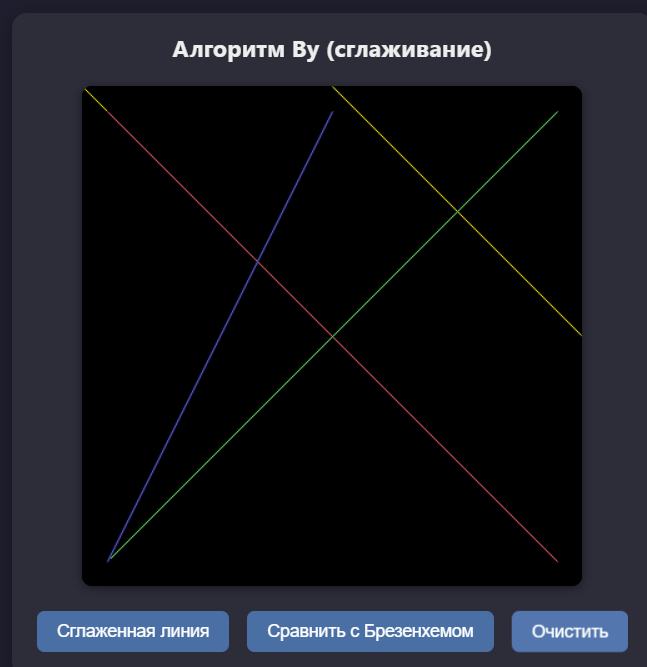 Алгоритм Ву (сглаживание)
Сглаженная линия
Сравнить с Брезенхемом
Очистить